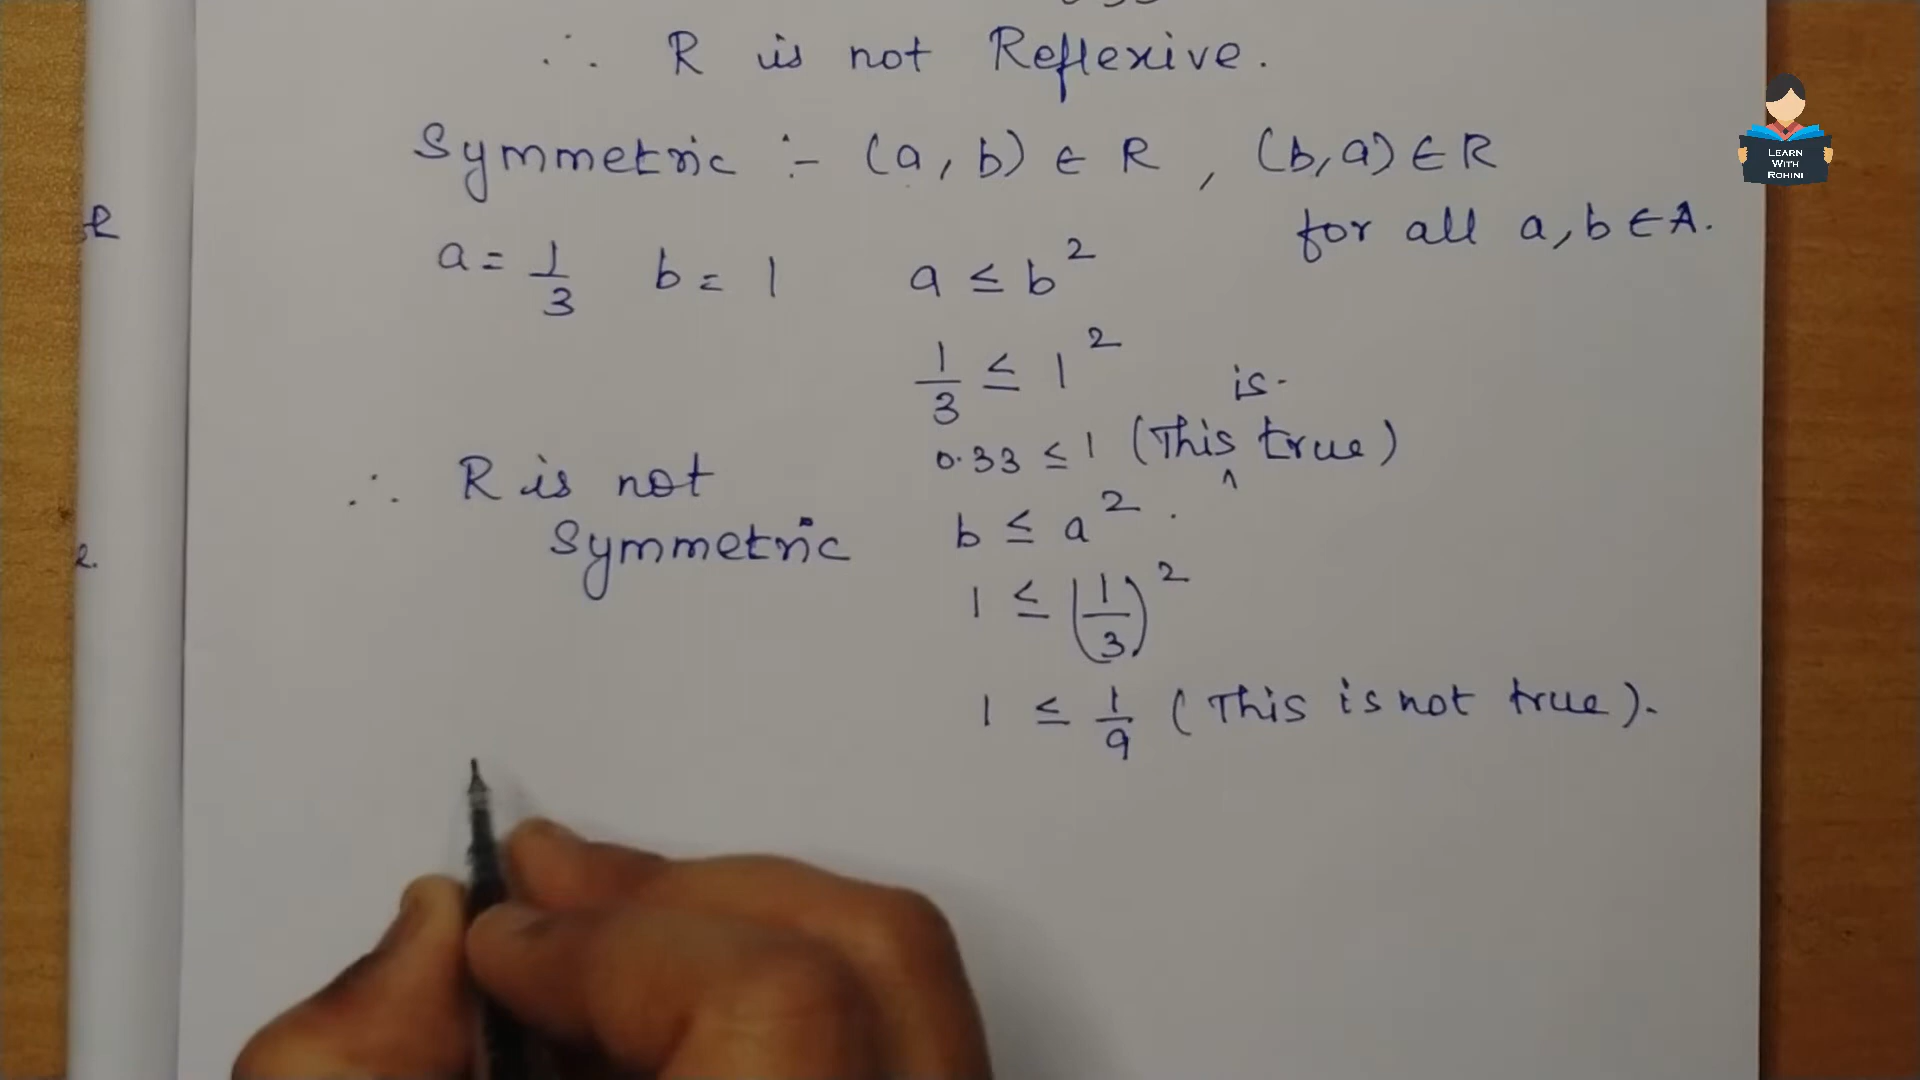 ∴ R is not Reflexive.
Symmetric :- (a, b) ∈ R , (b, a) ∈ R
for all a, b ∈ A.
a = 1/3 b = 1 a ≤ b²
1/3 ≤ 1²
is
0.33 ≤ 1 (This ^ true)
∴ R is not
Symmetric
b ≤ a².
1 ≤ (1/3)²
1 ≤ 1/9 (This is not true).
LEARN
WITH
ROHINI